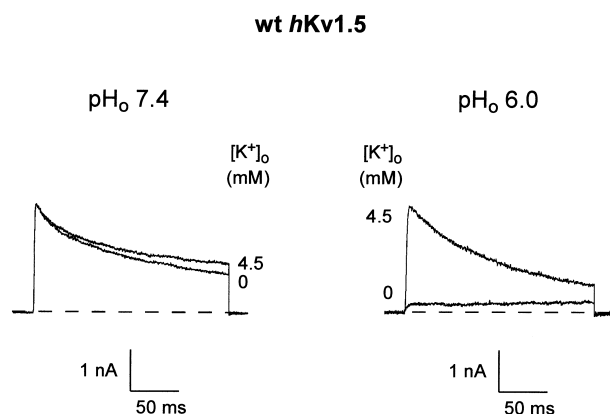 wt hKv1.5
pHo 7.4
pHo 6.0
[K+]o
(mM)
4.5
0
[K+]o
(mM)
4.5
0
1 nA
50 ms
1 nA
50 ms